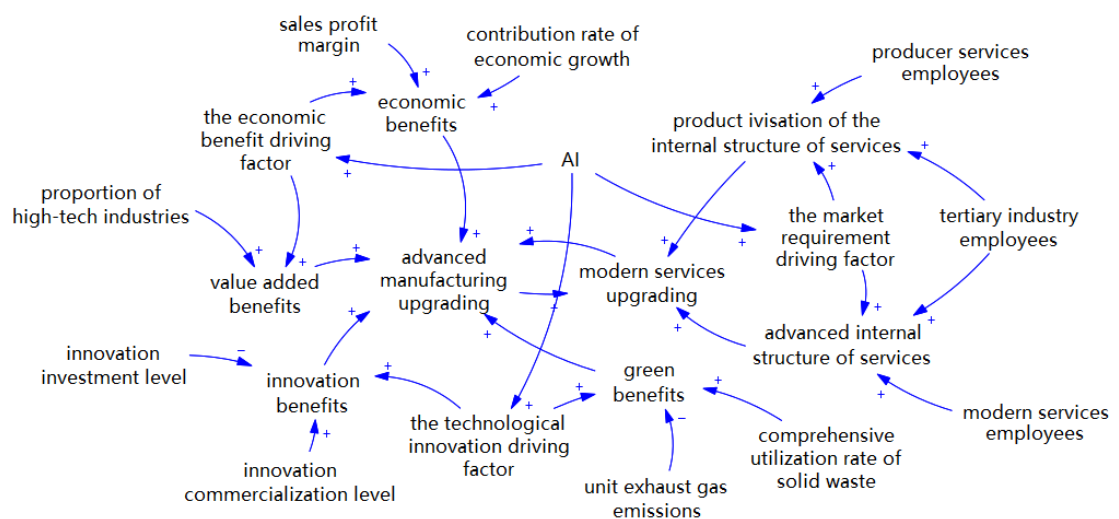 sales profit
margin
contribution rate of
economic growth
producer services
employees
economic
benefits
the economic
benefit driving
factor
product ivisation of the
internal structure of services
AI
proportion of
high-tech industries
the market
requirement
driving factor
tertiary industry
employees
value added
benefits
advanced
manufacturing
upgrading
modern services
upgrading
innovation
investment level
innovation
benefits
green
benefits
advanced internal
structure of services
the technological
innovation driving
factor
modern services
employees
innovation
commercialization level
unit exhaust gas
emissions
comprehensive
utilization rate of
solid waste